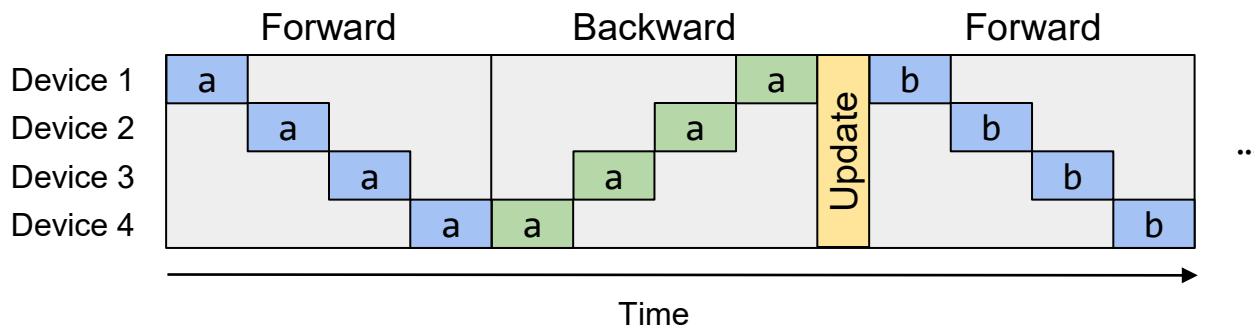 Forward Backward Forward
Device 1 a a b
Device 2 a a b
Device 3 a a b
Device 4 a a b
Update
...
Time